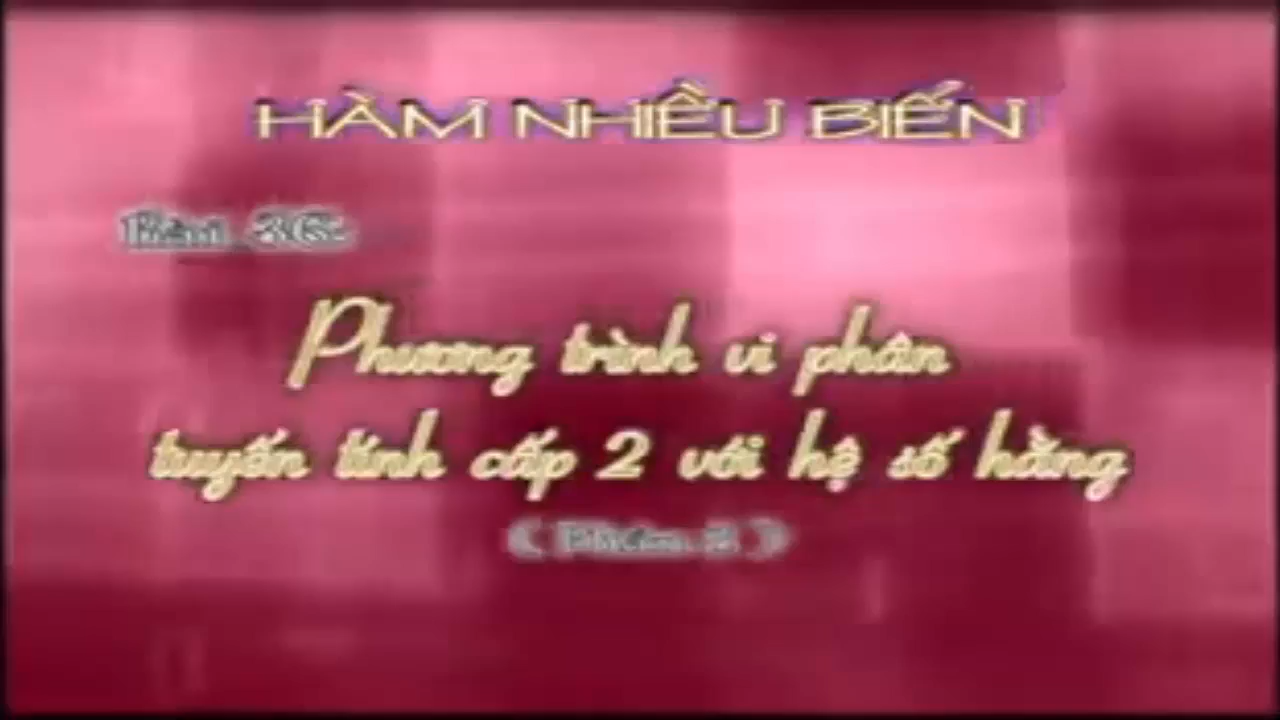 HÀM NHIỀU BIẾN
Phương trình vi phân
tuyến tính cấp 2 với hệ số hằng